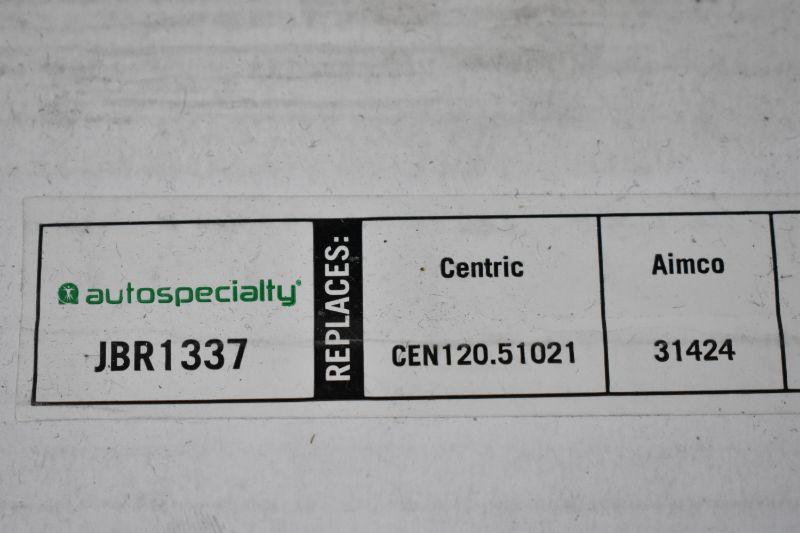 autospecialty
JBR1337
REPLACES:
Centric
CEN120.51021
Aimco
31424